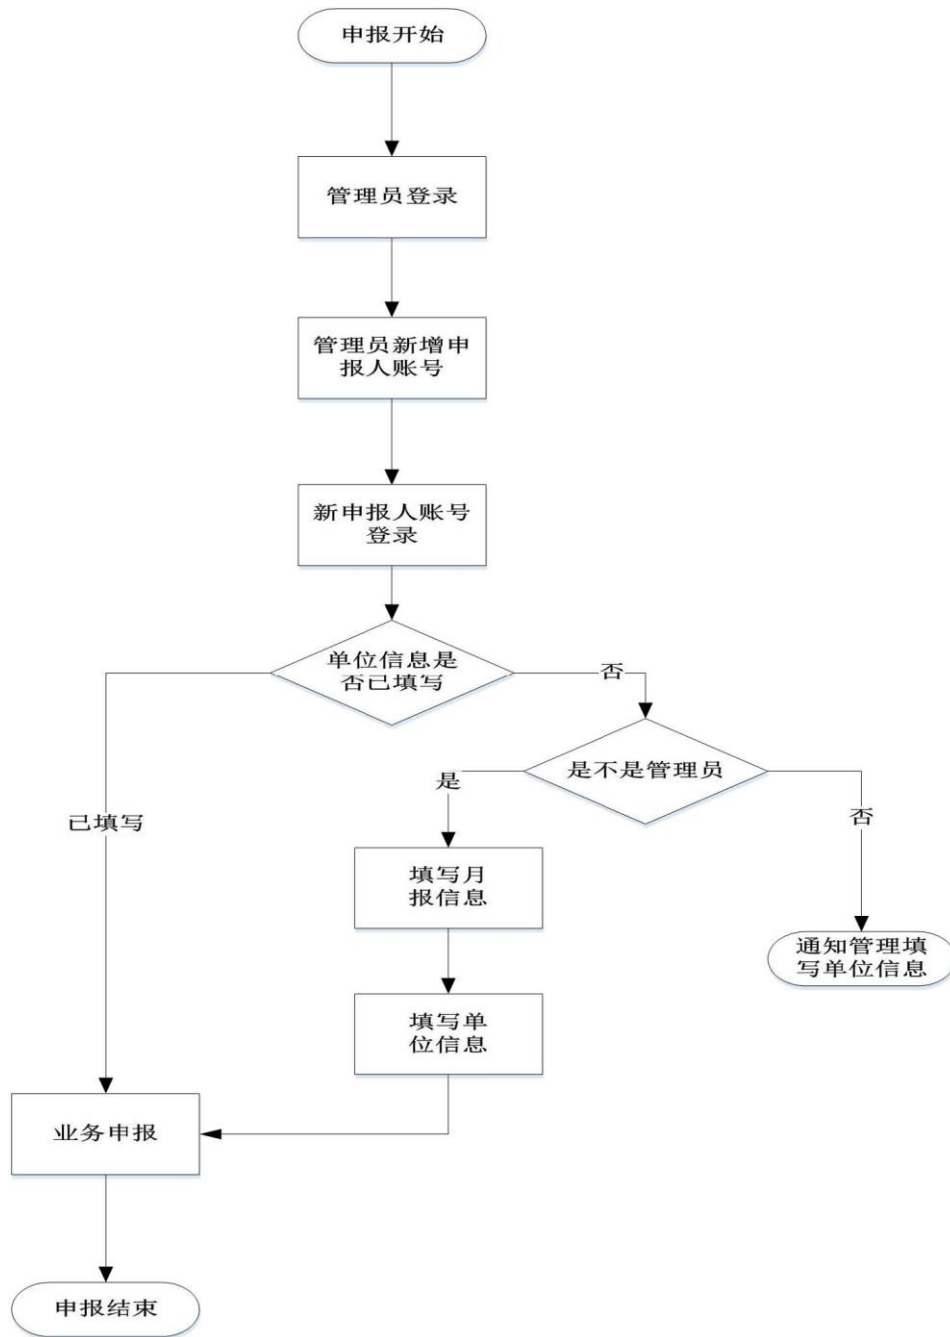 申报开始
管理员登录
管理员新增申
报人账号
新申报人账号
登录
单位信息是
否已填写
否
是不是管理员
是
已填写
否
填写月
报信息
通知管理填
写单位信息
填写单
位信息
业务申报
申报结束